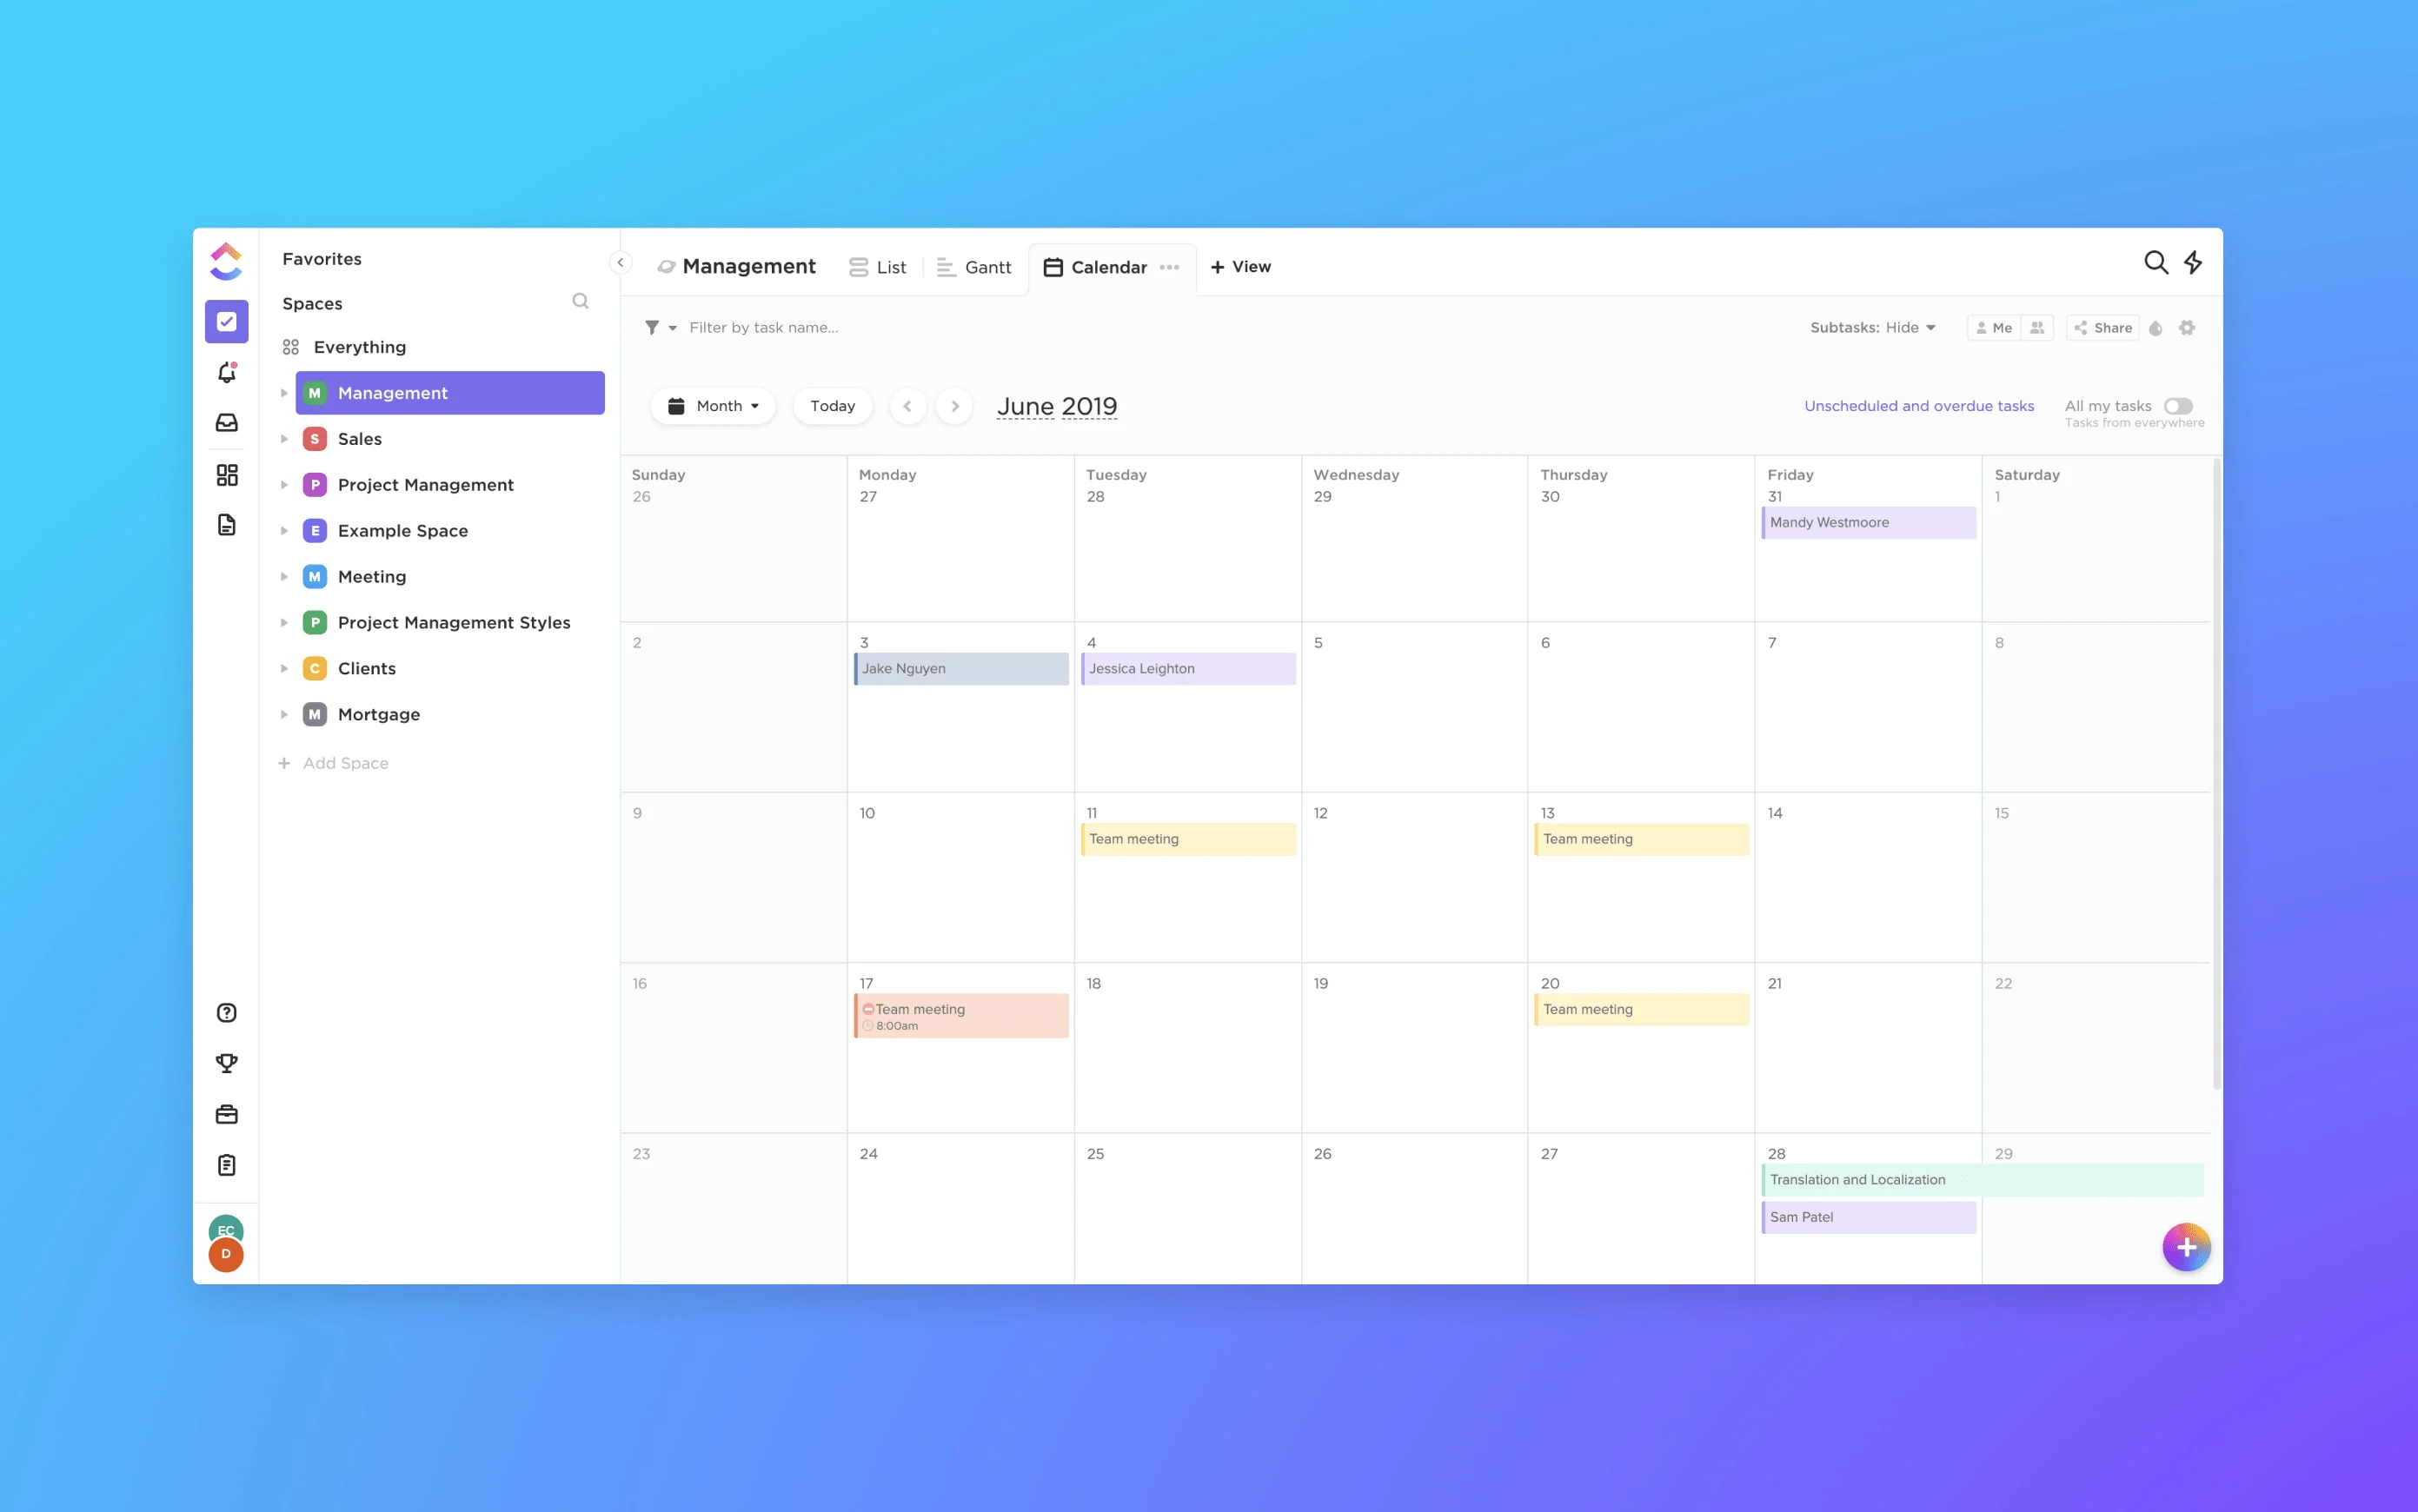 Favorites
Spaces
Everything
M Management
S Sales
P Project Management
E Example Space
M Meeting
P Project Management Styles
C Clients
M Mortgage
+ Add Space
EC
D
Management
List
Gantt
Calendar
+ View
Filter by task name...
Subtasks: Hide
Me
Share
Month
Today
June 2019
Unscheduled and overdue tasks
All my tasks
Tasks from everywhere
Sunday Monday Tuesday Wednesday Thursday Friday Saturday
26 27 28 29 30 31 1
Mandy Westmoore
2 3 4 5 6 7 8
Jake Nguyen
Jessica Leighton
9 10 11 12 13 14 15
Team meeting
Team meeting
16 17 18 19 20 21 22
Team meeting
8:00am
Team meeting
23 24 25 26 27 28 29
Translation and Localization
Sam Patel